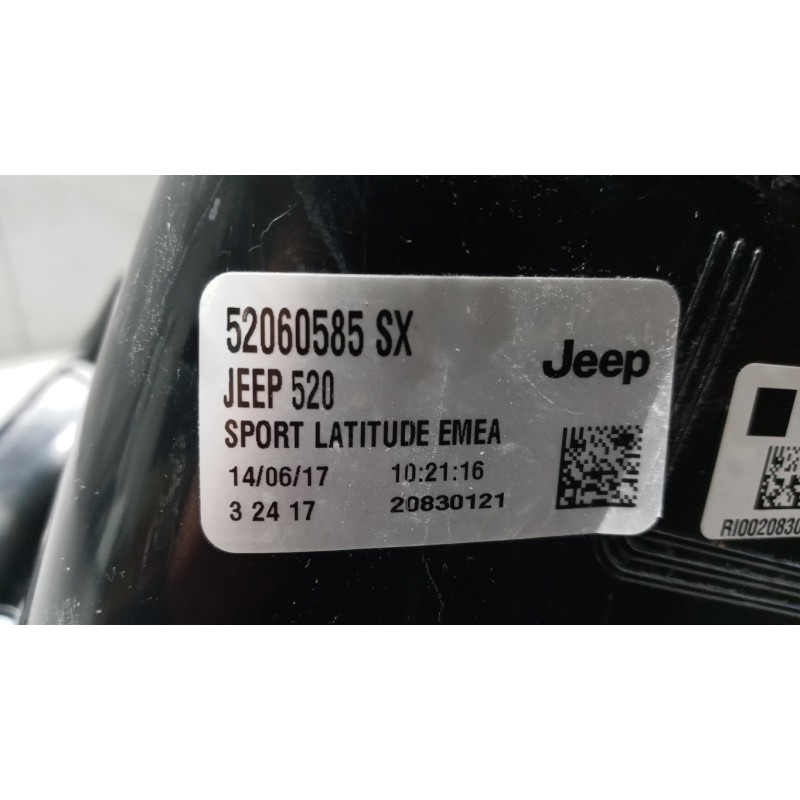 52060585 SX
Jeep
JEEP 520
SPORT LATITUDE EMEA
14/06/17 10:21:16
3 24 17 20830121
RI0020830